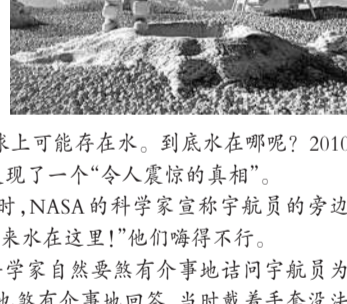 球上可能存在水。到底水在哪呢？2010
现了一个“令人震惊的真相”。
时，NASA的科学家宣称宇航员的旁边
来水在这里！”他们嗨得不行。
学家自然要煞有介事地诘问宇航员为
煞有介事地回答，当时戴着手套没法